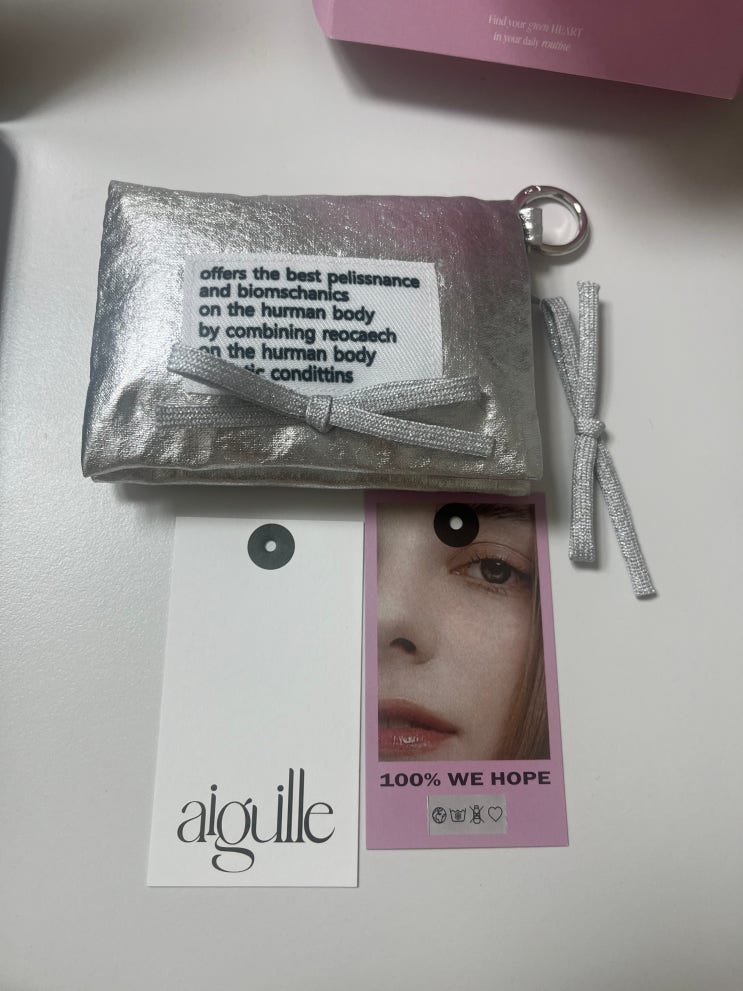 Find your green HEART
in your daily routine
offers the best pelissnance
and biomschanics
on the hurman body
by combining reocaech
on the hurman body
condittins
aiguille
100% WE HOPE